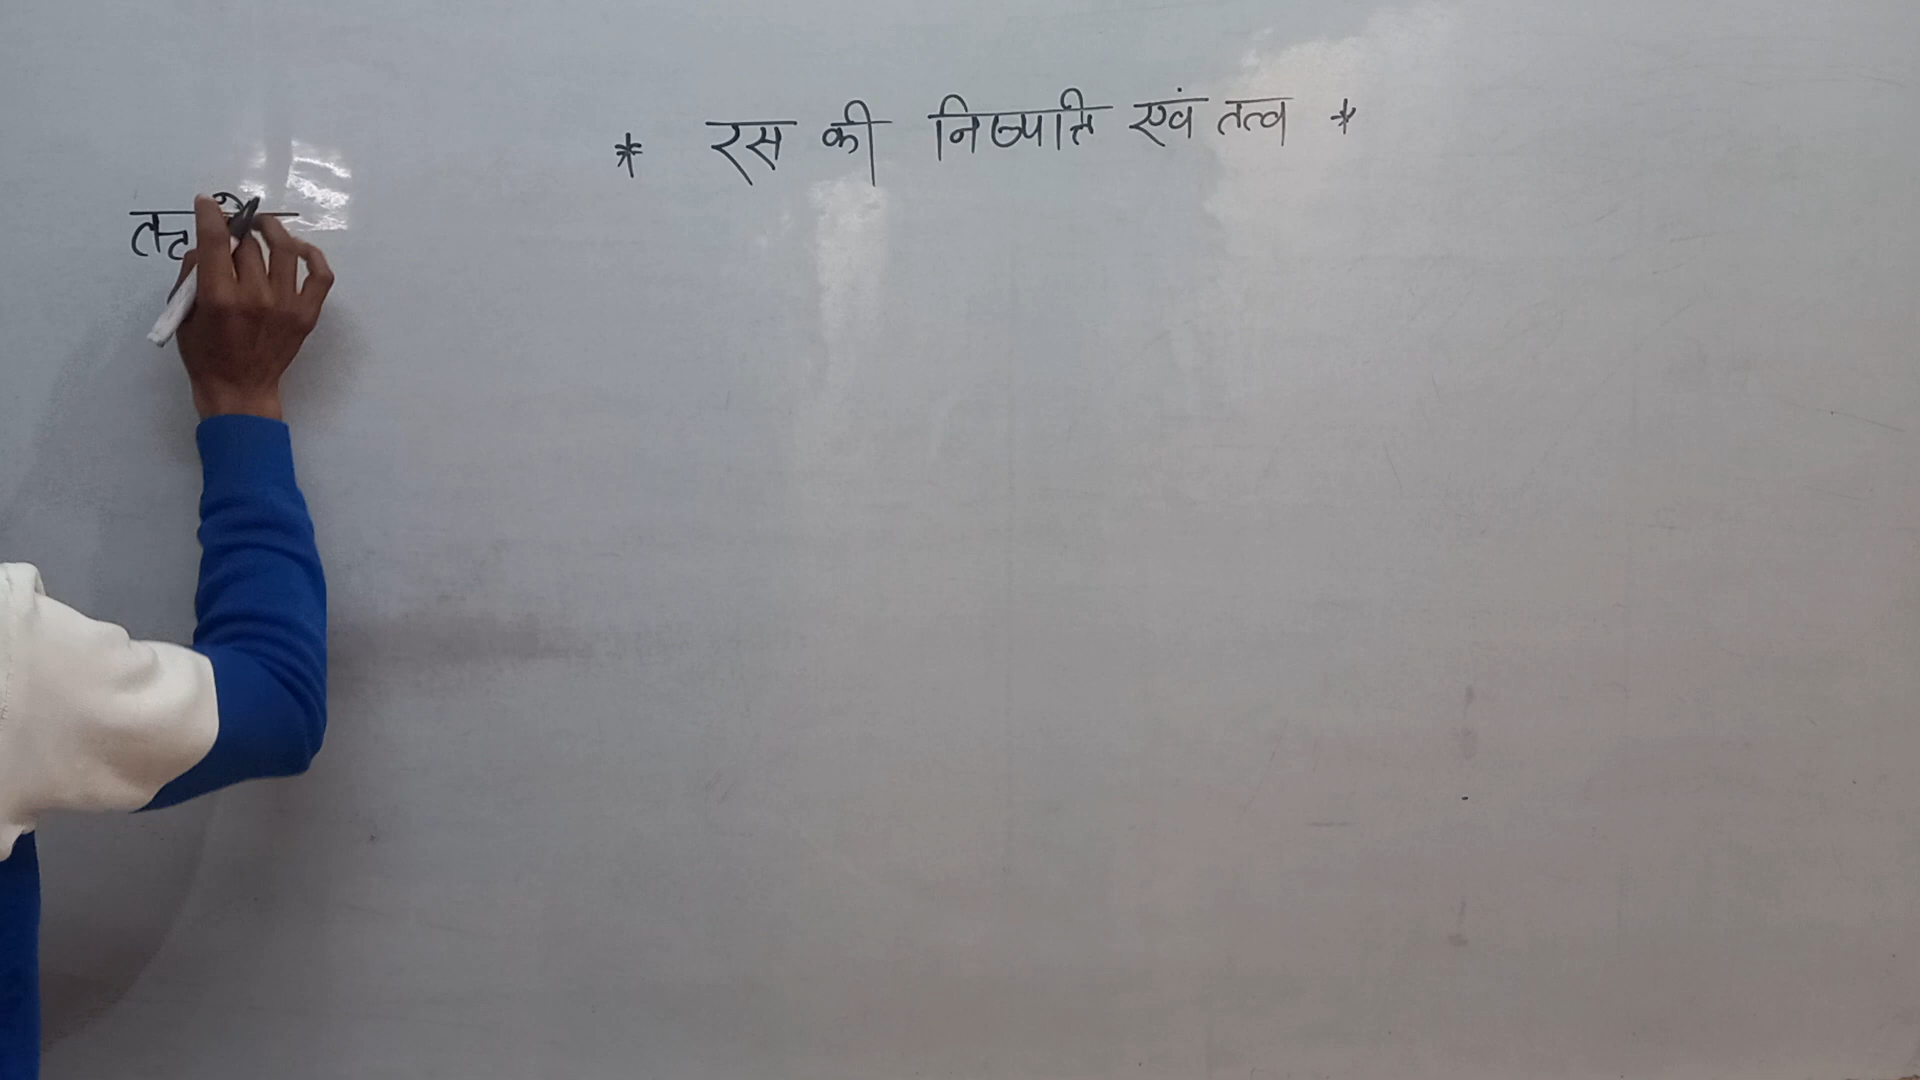 * रस की निष्पत्ति एवं तत्व *